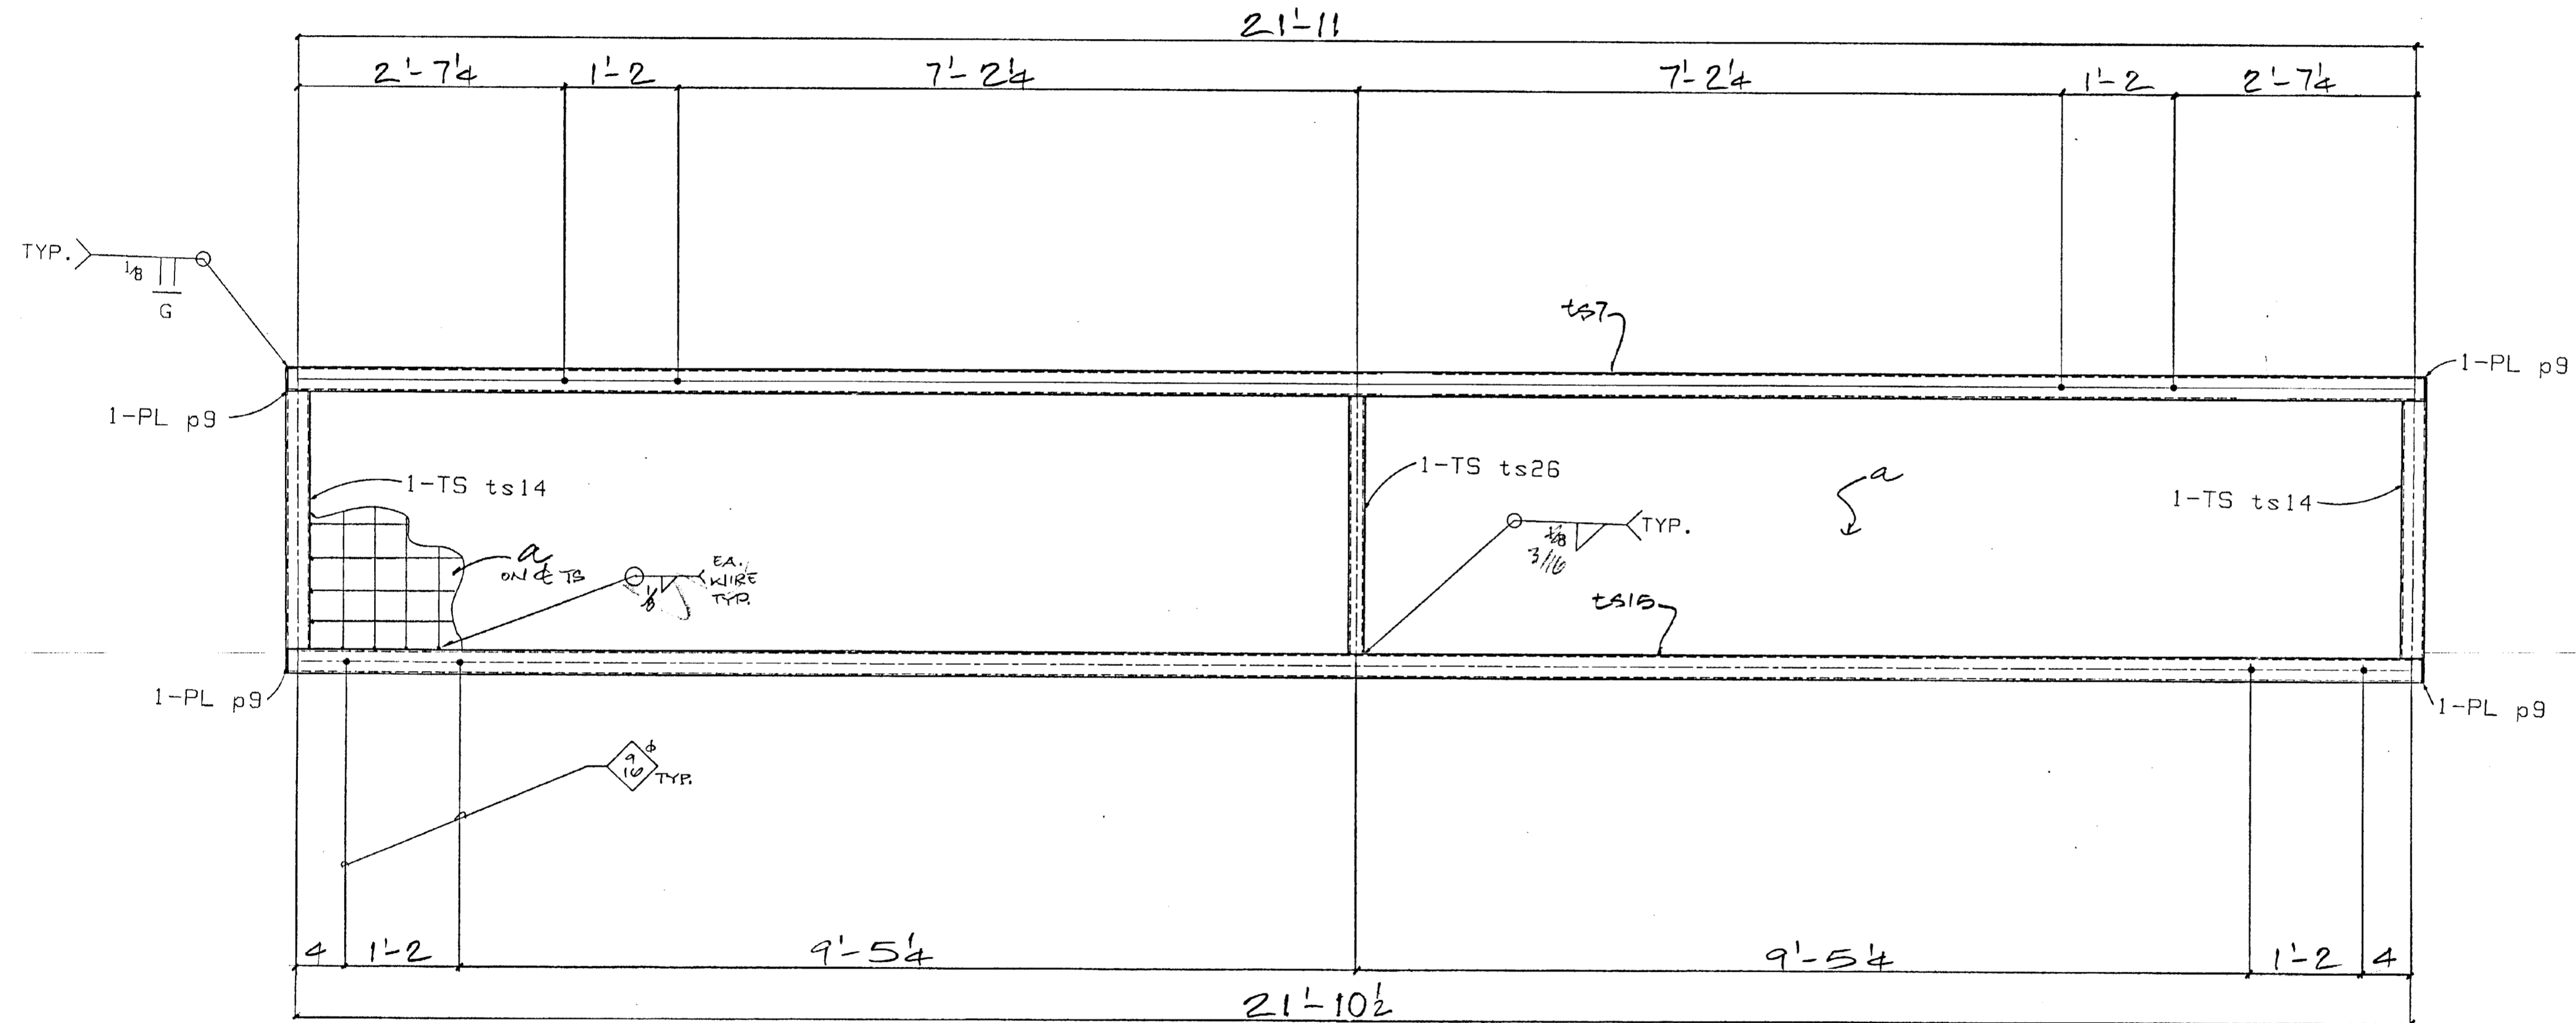 21'-11
2'-7¼ 1'-2 7'-2¼ 7'-2¼ 1'-2 2'-7¼
TYP.
1/8
G
ts7
1-PL p9
1-PL p9
1-TS ts14
1-TS ts26
a
1-TS ts14
a
ON ℄ TS
1/8
EA.
WIRE
TYP.
1/8
3/16
TYP.
ts15
1-PL p9
1-PL p9
9/16 ϕ
TYP.
4 1'-2 9'-5¼ 9'-5¼ 1'-2 4
21'-10½